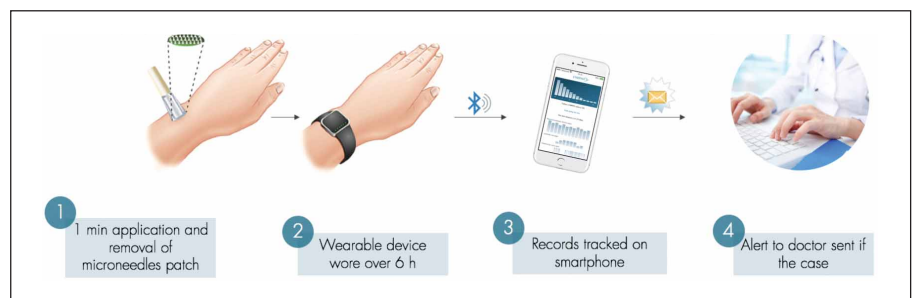 1
1 min application and
removal of
microneedles patch
2
Wearable device
wore over 6 h
3
Records tracked on
smartphone
4
Alert to doctor sent if
the case